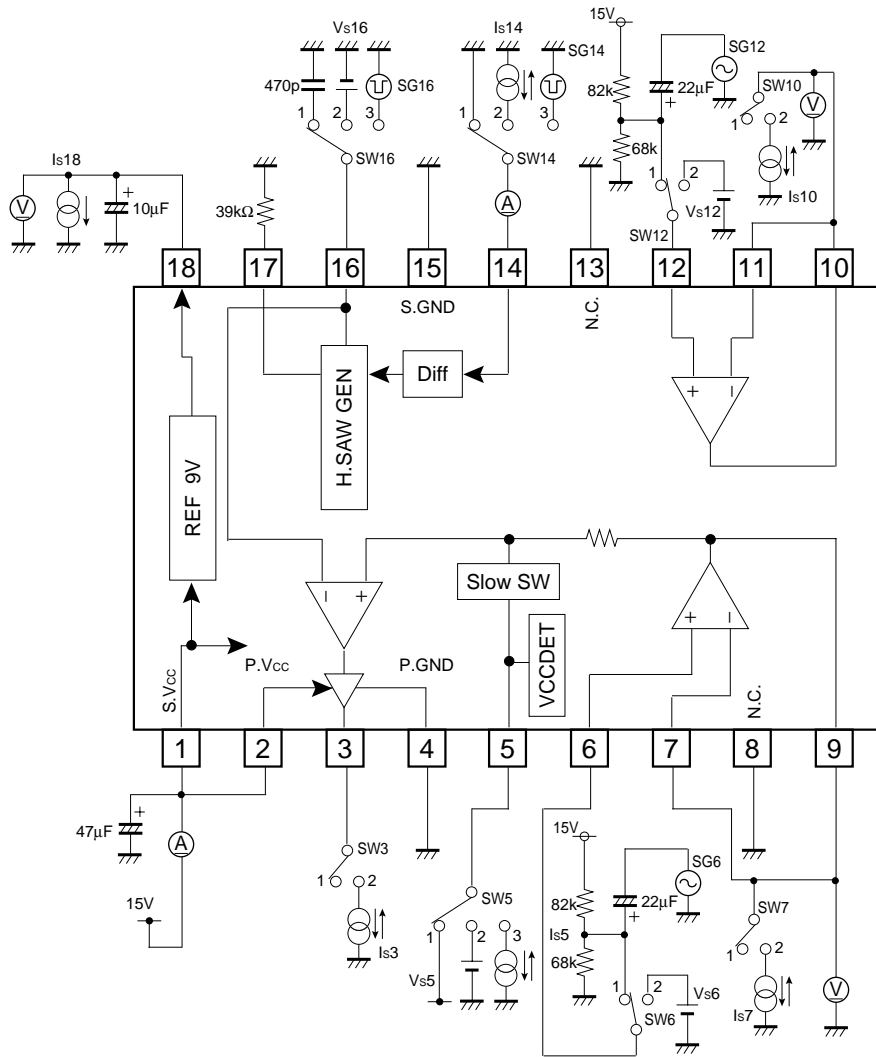 Vs16
Is14
15V
SG12
470p
SG16
SG14
82k
22µF
+
SW10
V
1
2
3
1
2
3
1
2
68k
Is18
SW16
SW14
1
2
Is10
V
+
10µF
39kΩ
A
Vs12
SW12
18
17
16
15
14
13
12
11
10
S.GND
N.C.
H.SAW GEN
Diff
+
–
REF 9V
–
+
Slow SW
+
–
VCCDET
S.Vcc
P.Vcc
P.GND
N.C.
1
2
3
4
5
6
7
8
9
47µF
+
A
SW3
15V
SG6
1
2
SW5
82k
22µF
+
SW7
15V
Is3
1
2
3
Is5
1
2
Vs5
68k
1
2
Vs6
V
SW6
Is7